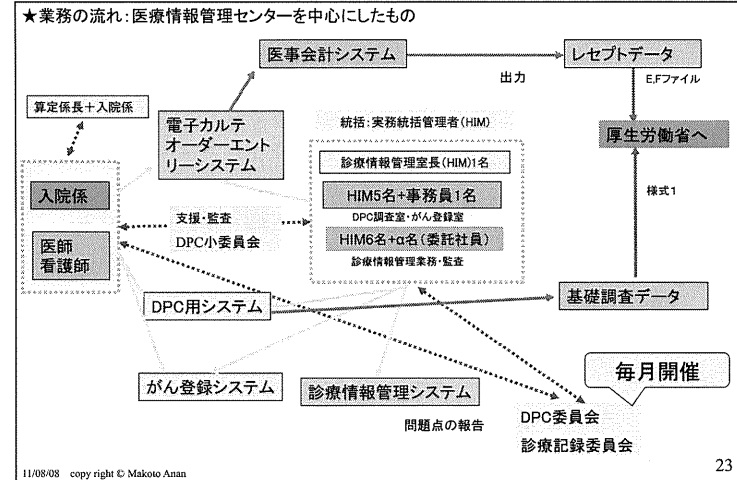 ★業務の流れ:医療情報管理センターを中心にしたもの
医事会計システム
レセプトデータ
出力
E,Fファイル
算定係長+入院係
電子カルテ
オーダーエント
リーシステム
統括:実務統括管理者(HIM)
厚生労働省へ
診療情報管理室長(HIM)1名
入院係
HIM5名+事務員1名
様式1
支援・監査
DPC調査室・がん登録室
DPC小委員会
HIM6名+α名(委託社員)
医師
看護師
診療情報管理業務・監査
DPC用システム
基礎調査データ
毎月開催
がん登録システム
診療情報管理システム
問題点の報告
DPC委員会
診療記録委員会
11/08/08 copy right © Makoto Anan
23